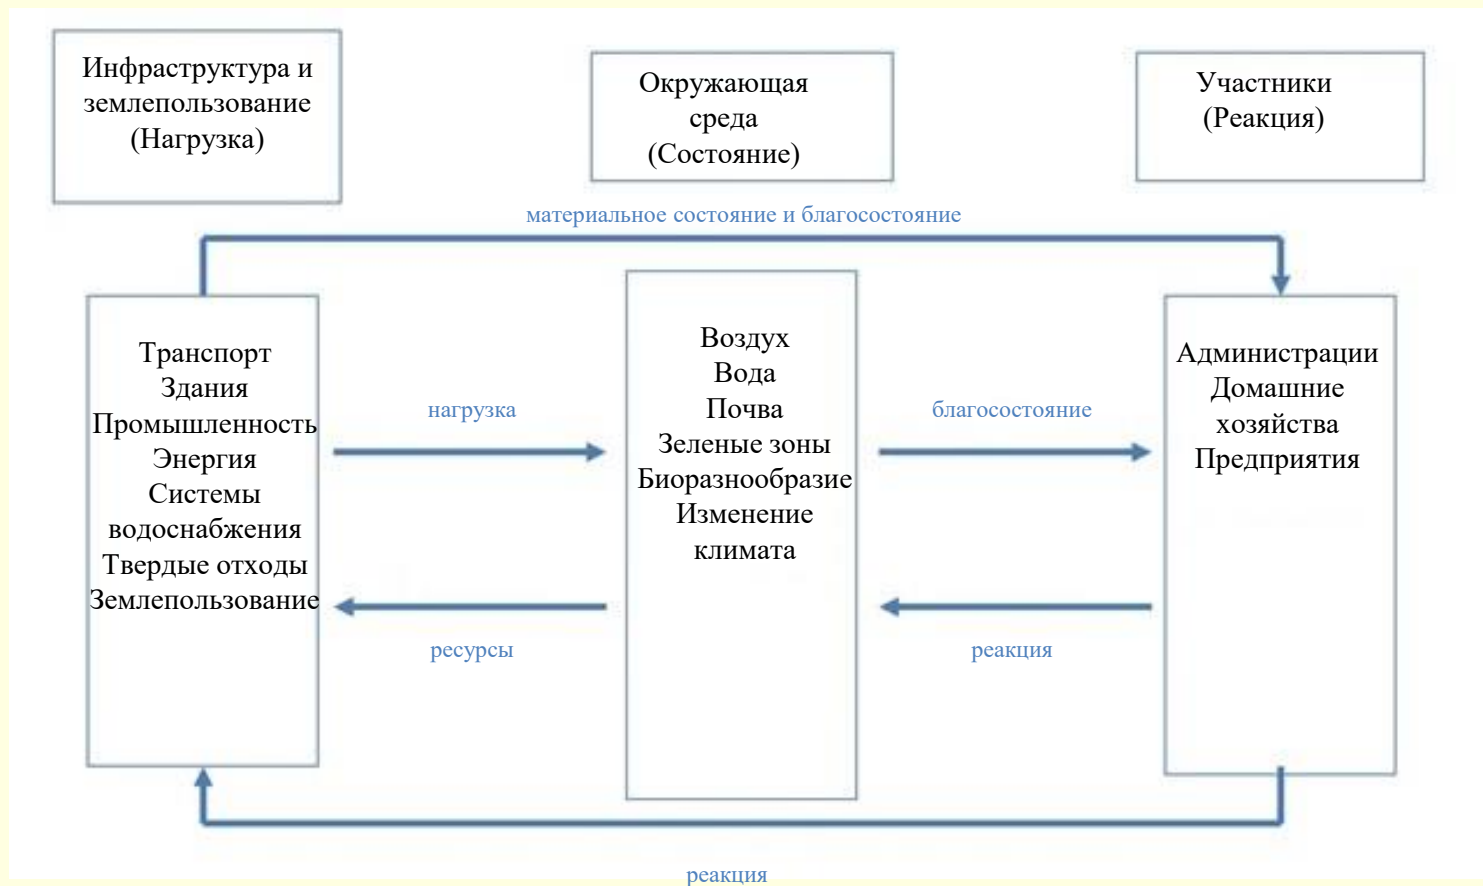 Инфраструктура и
землепользование
(Нагрузка)
Окружающая
среда
(Состояние)
Участники
(Реакция)
материальное состояние и благосостояние
Транспорт
Здания
Промышленность
Энергия
Системы
водоснабжения
Твердые отходы
Землепользование
нагрузка
ресурсы
Воздух
Вода
Почва
Зеленые зоны
Биоразнообразие
Изменение
климата
благосостояние
реакция
Администрации
Домашние
хозяйства
Предприятия
реакция